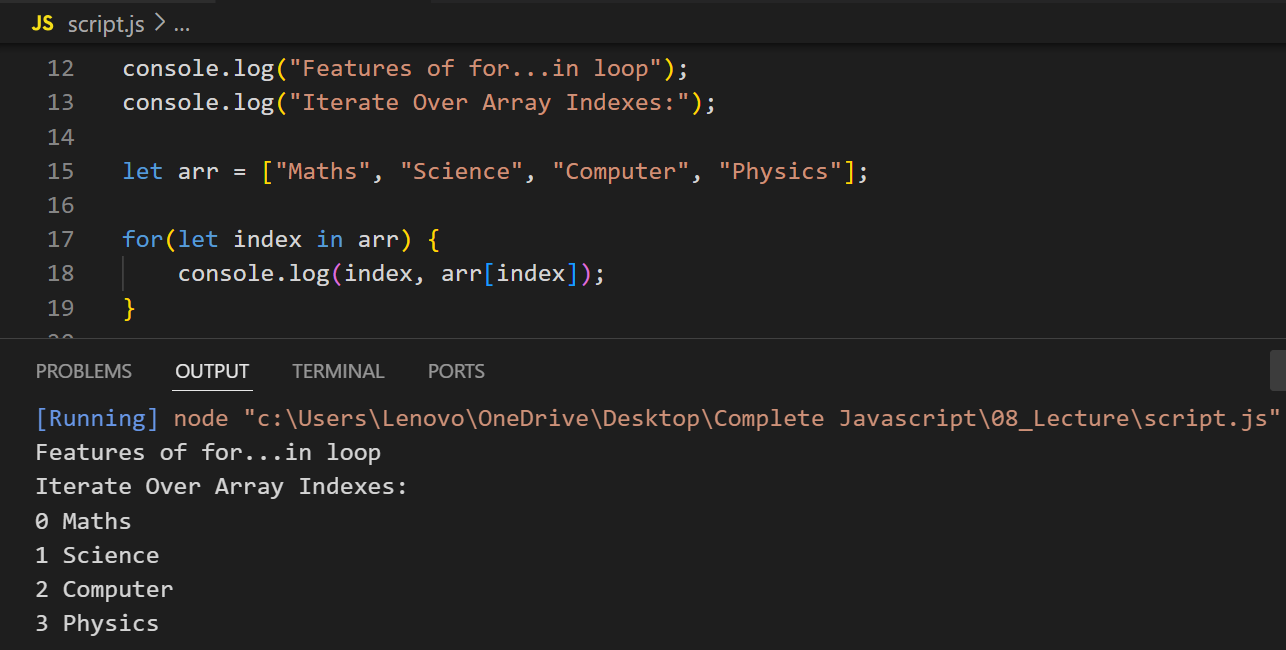 JS script.js > ...
12 console.log("Features of for...in loop");
13 console.log("Iterate Over Array Indexes:");
14
15 let arr = ["Maths", "Science", "Computer", "Physics"];
16
17 for(let index in arr) {
18     console.log(index, arr[index]);
19 }
PROBLEMS OUTPUT TERMINAL PORTS
[Running] node "c:\Users\Lenovo\OneDrive\Desktop\Complete Javascript\08_Lecture\script.js"
Features of for...in loop
Iterate Over Array Indexes:
0 Maths
1 Science
2 Computer
3 Physics